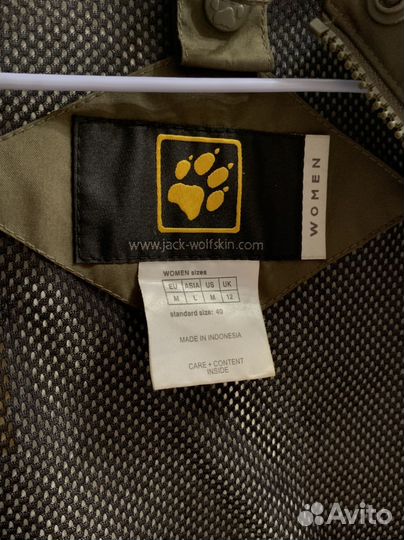 WOMEN
www.jack-wolfskin.com
WOMEN sizes
EU ASIA US UK
M L M 12
standard size: 40
MADE IN INDONESIA
CARE + CONTENT
INSIDE
Avito